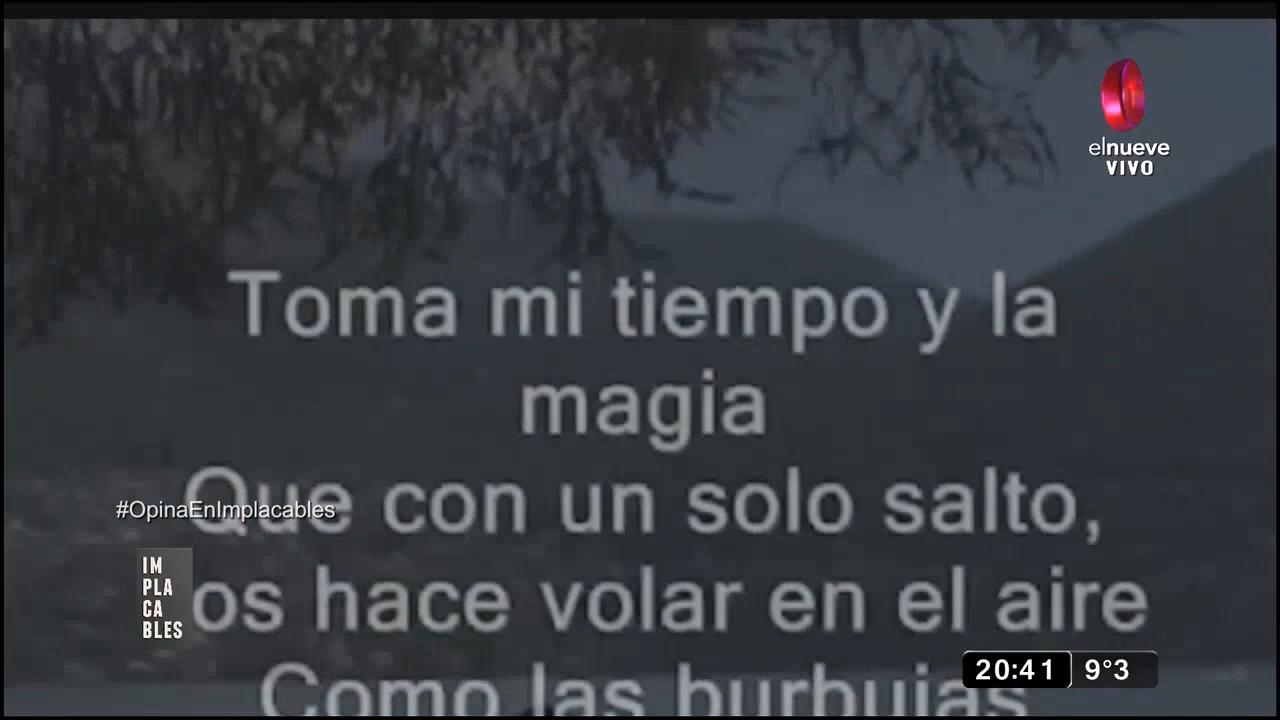 elnueve
VIVO
Toma mi tiempo y la
magia
Que con un solo salto,
#OpinaEnImplacables
os hace volar en el aire
IM
PLA
CA
BLES
Como las burbujas
20:41 9°3